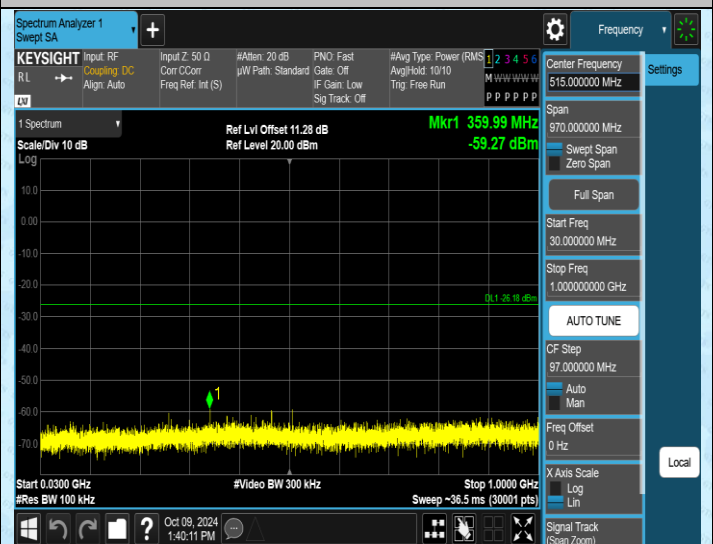 Spectrum Analyzer 1
Swept SA
+
Frequency
KEYSIGHT
RL
LXI
Input: RF
Coupling: DC
Align: Auto
Input Z: 50 Ω
Corr CCorr
Freq Ref: Int (S)
#Atten: 20 dB
µW Path: Standard
PNO: Fast
Gate: Off
IF Gain: Low
Sig Track: Off
#Avg Type: Power (RMS
Avg|Hold: 10/10
Trig: Free Run
1 2 3 4 5 6
M W W W W W
P P P P P P
1 Spectrum
Scale/Div 10 dB
Ref Lvl Offset 11.28 dB
Ref Level 20.00 dBm
Mkr1 359.99 MHz
-59.27 dBm
Log
10.0
0.00
-10.0
-20.0
-30.0
-40.0
-50.0
-60.0
-70.0
DL1 -26.18 dBm
1
Start 0.0300 GHz
#Res BW 100 kHz
#Video BW 300 kHz
Stop 1.0000 GHz
Sweep ~36.5 ms (30001 pts)
?
Oct 09, 2024
1:40:11 PM
Center Frequency
515.000000 MHz
Span
970.000000 MHz
Swept Span
Zero Span
Full Span
Start Freq
30.000000 MHz
Stop Freq
1.000000000 GHz
AUTO TUNE
CF Step
97.000000 MHz
Auto
Man
Freq Offset
0 Hz
X Axis Scale
Log
Lin
Signal Track
(Span Zoom)
Settings
Local